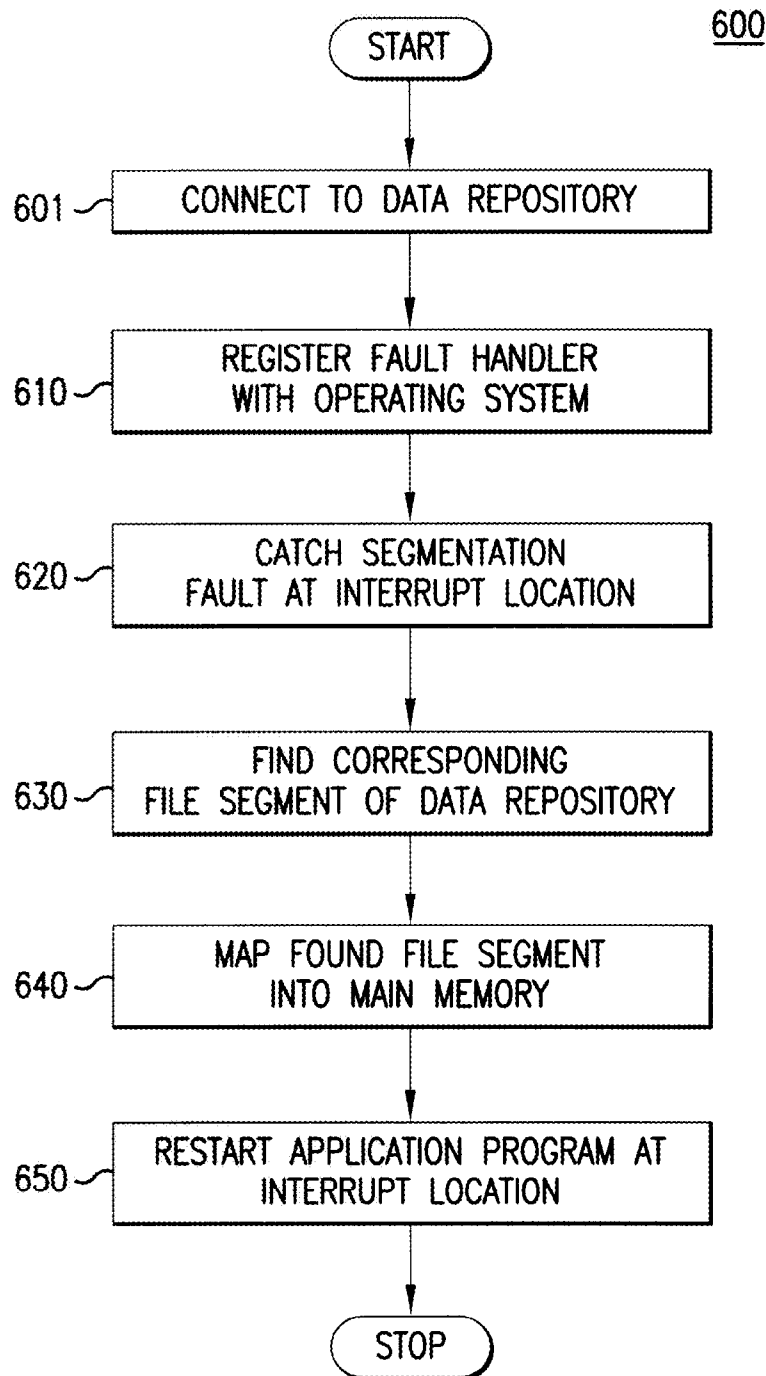 600
START
601 CONNECT TO DATA REPOSITORY
610 REGISTER FAULT HANDLER
WITH OPERATING SYSTEM
620 CATCH SEGMENTATION
FAULT AT INTERRUPT LOCATION
630 FIND CORRESPONDING
FILE SEGMENT OF DATA REPOSITORY
640 MAP FOUND FILE SEGMENT
INTO MAIN MEMORY
650 RESTART APPLICATION PROGRAM AT
INTERRUPT LOCATION
STOP